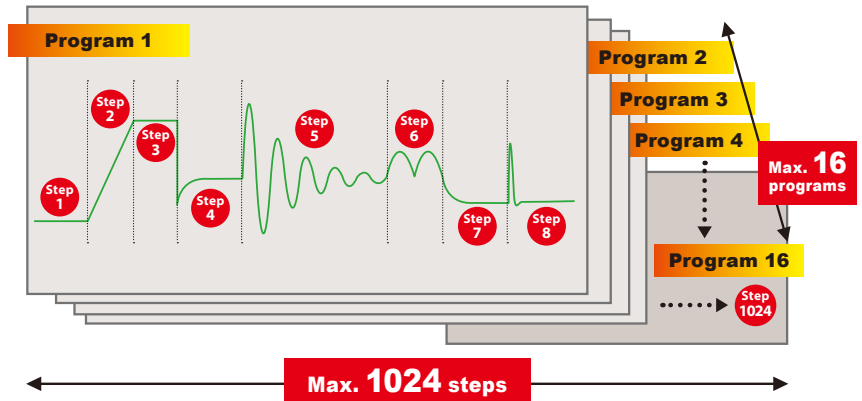 Program 1
Program 2
Program 3
Program 4
Step
1
Step
2
Step
3
Step
4
Step
5
Step
6
Step
7
Step
8
Max. 16
programs
Program 16
Step
1024
Max. 1024 steps